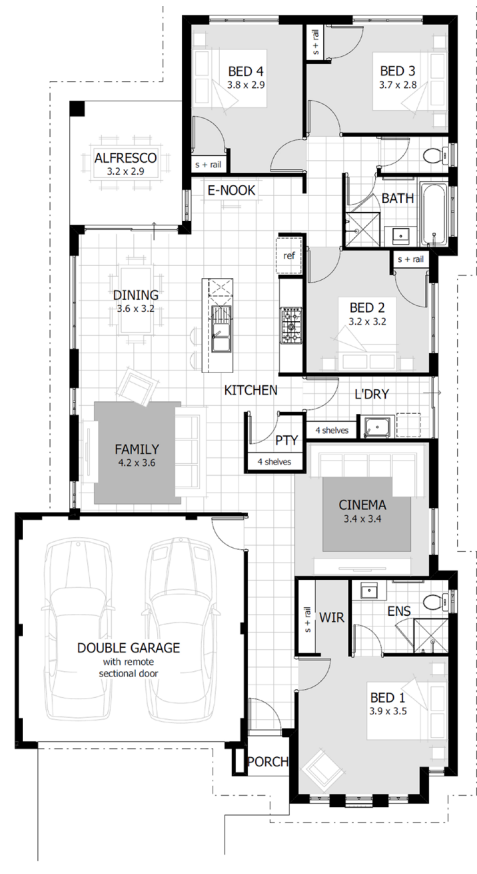 s + rail
BED 4
3.8 x 2.9
BED 3
3.7 x 2.8
ALFRESCO
3.2 x 2.9
s + rail
E-NOOK
BATH
ref
s + rail
DINING
3.6 x 3.2
BED 2
3.2 x 3.2
KITCHEN
L'DRY
4 shelves
PTY
FAMILY
4.2 x 3.6
4 shelves
CINEMA
3.4 x 3.4
s + rail
WIR
ENS
DOUBLE GARAGE
with remote
sectional door
BED 1
3.9 x 3.5
PORCH